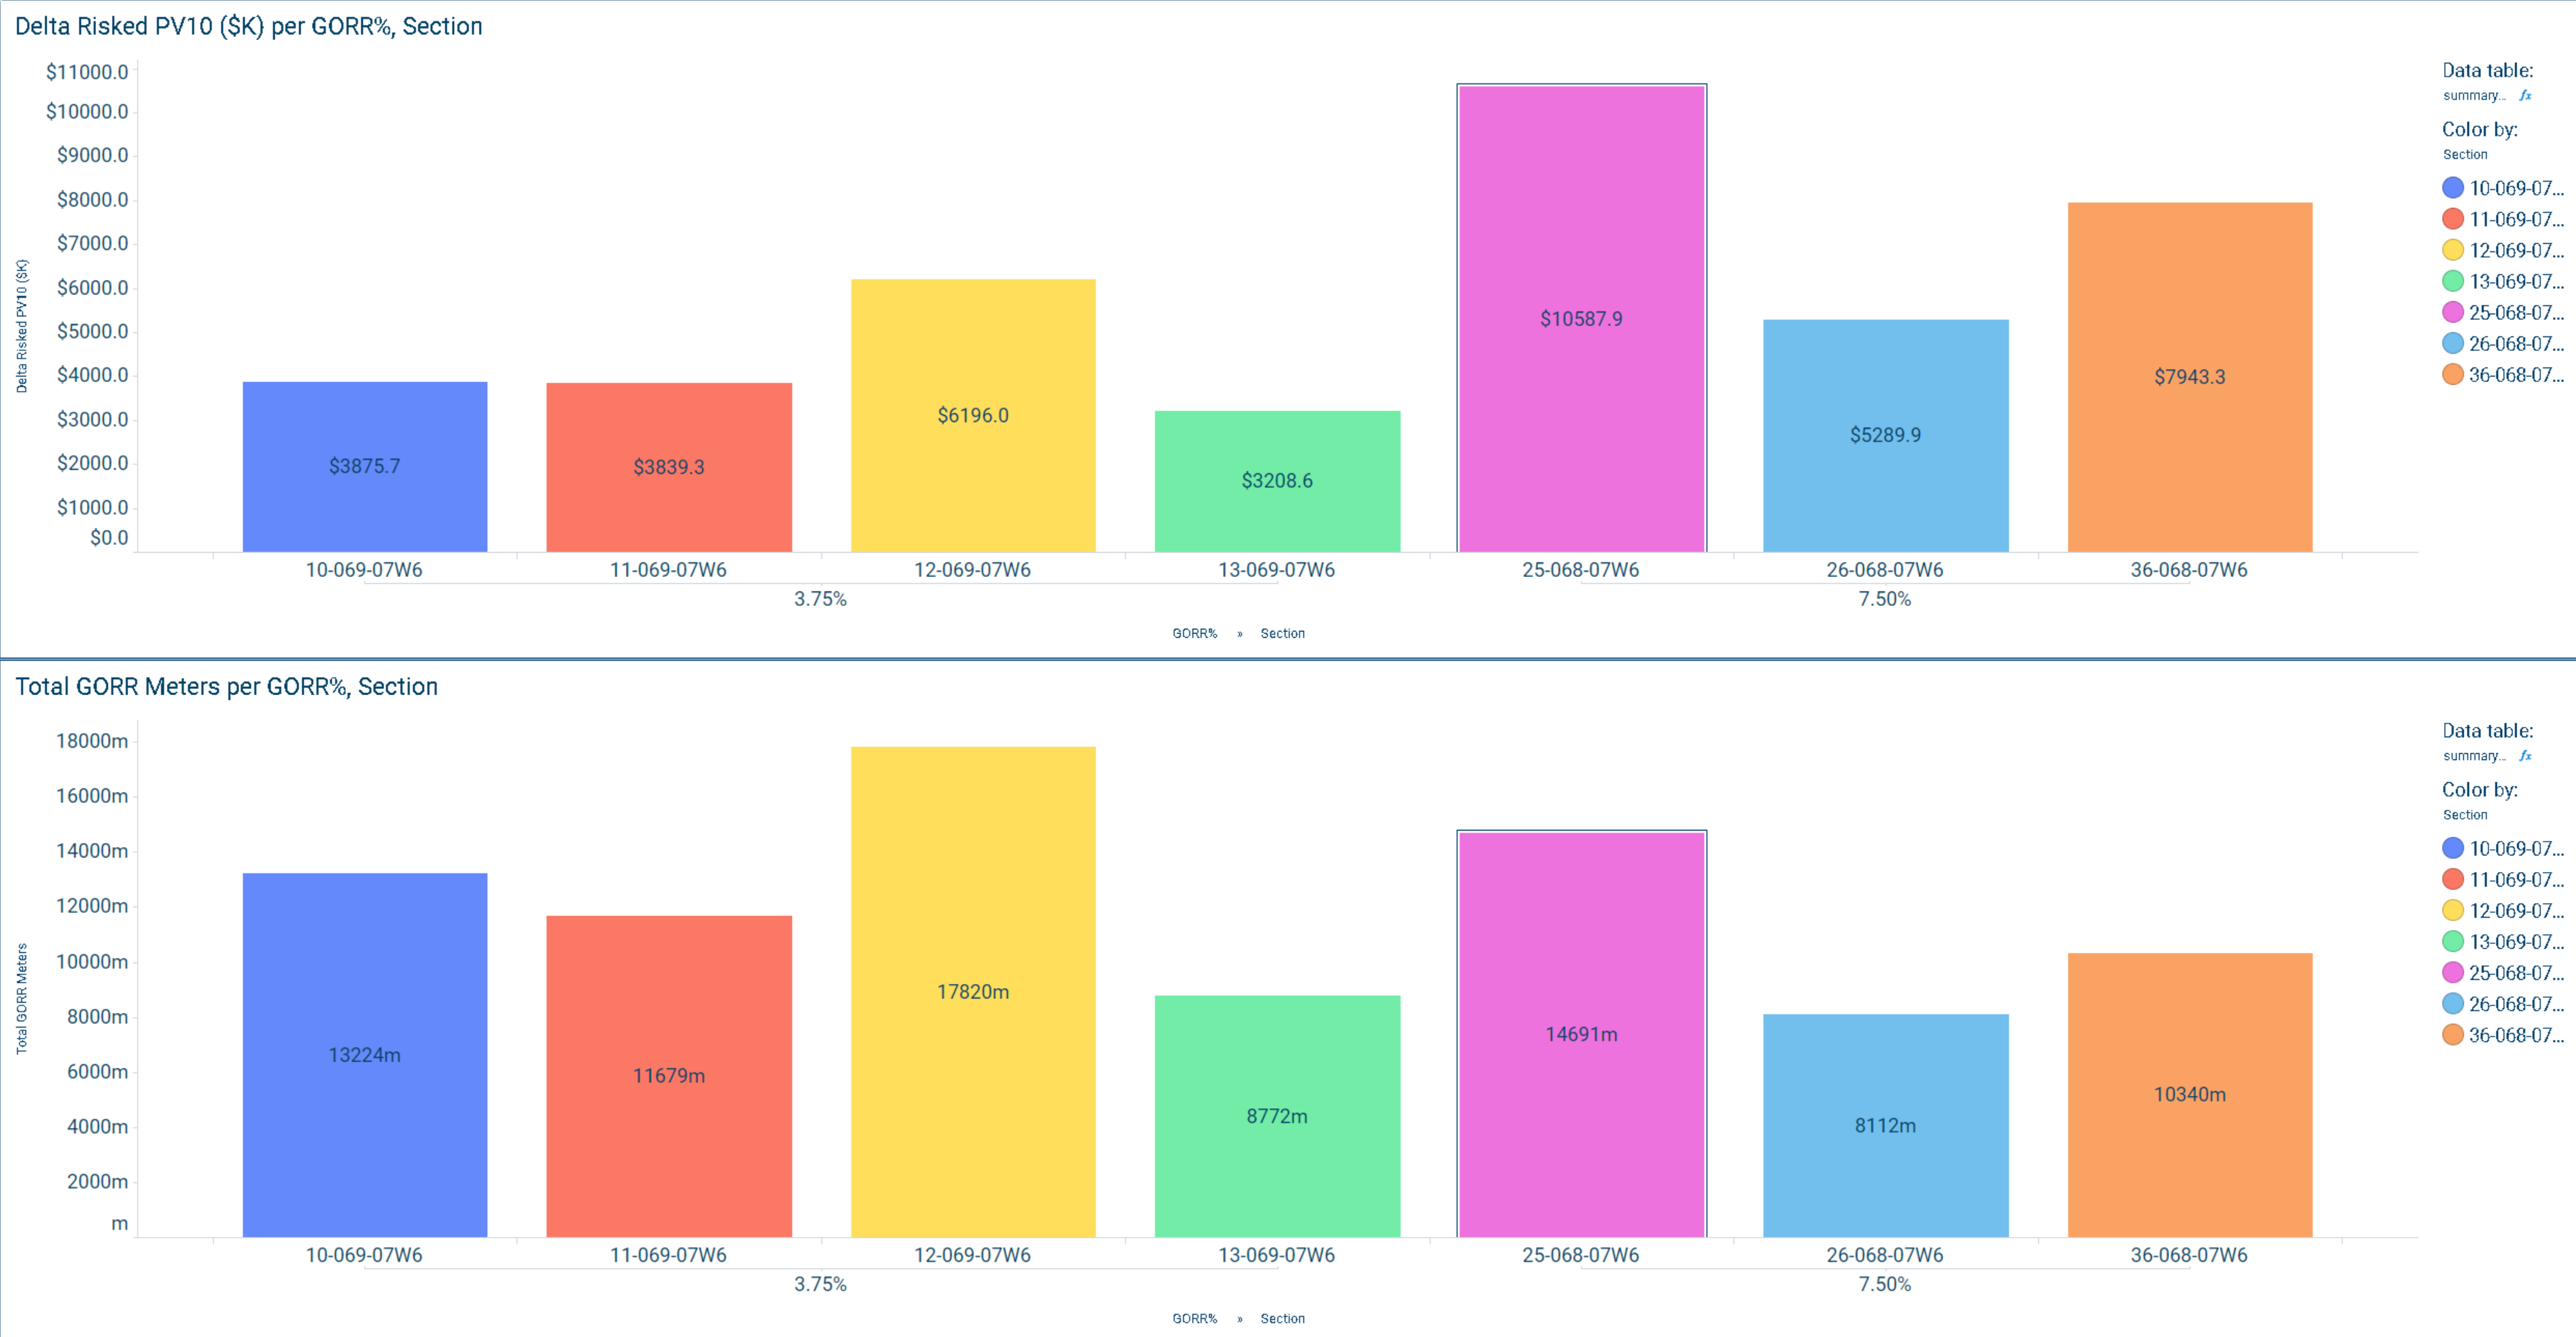 Delta Risked PV10 ($K) per GORR%, Section
Delta Risked PV10 ($K)
$11000.0
$10000.0
$9000.0
$8000.0
$7000.0
$6000.0
$5000.0
$4000.0
$3000.0
$2000.0
$1000.0
$0.0
$3875.7
$3839.3
$6196.0
$3208.6
$10587.9
$5289.9
$7943.3
10-069-07W6 11-069-07W6 12-069-07W6 13-069-07W6 25-068-07W6 26-068-07W6 36-068-07W6
3.75% 7.50%
GORR% » Section
Data table:
summary... fx
Color by:
Section
10-069-07...
11-069-07...
12-069-07...
13-069-07...
25-068-07...
26-068-07...
36-068-07...
Total GORR Meters per GORR%, Section
Total GORR Meters
18000m
16000m
14000m
12000m
10000m
8000m
6000m
4000m
2000m
m
13224m
11679m
17820m
8772m
14691m
8112m
10340m
10-069-07W6 11-069-07W6 12-069-07W6 13-069-07W6 25-068-07W6 26-068-07W6 36-068-07W6
3.75% 7.50%
GORR% » Section
Data table:
summary... fx
Color by:
Section
10-069-07...
11-069-07...
12-069-07...
13-069-07...
25-068-07...
26-068-07...
36-068-07...